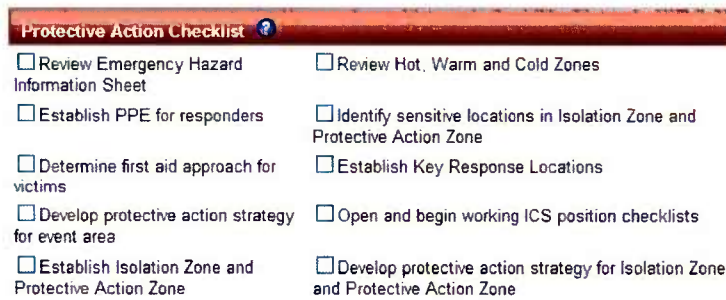 Protective Action Checklist ?
Review Emergency Hazard
Information Sheet
Review Hot, Warm and Cold Zones
Establish PPE for responders
Identify sensitive locations in Isolation Zone and
Protective Action Zone
Determine first aid approach for
victims
Establish Key Response Locations
Develop protective action strategy
for event area
Open and begin working ICS position checklists
Establish Isolation Zone and
Protective Action Zone
Develop protective action strategy for Isolation Zone
and Protective Action Zone